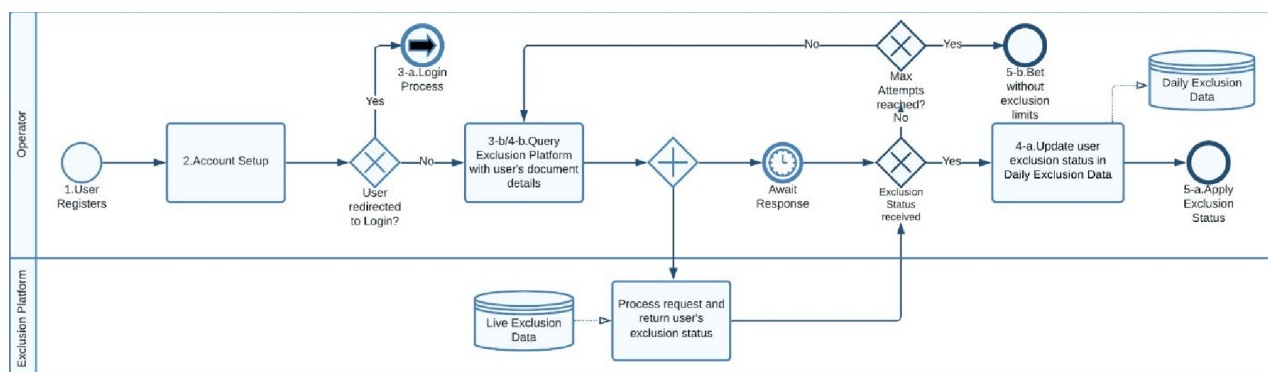 Operator
1.User
Registers
2.Account Setup
Yes
3-a.Login
Process
User
redirected
to Login?
No
3-b/4-b.Query
Exclusion Platform
with user's document
details
Await
Response
No
Max
Attempts
reached?
Yes
5-b.Bet
without
exclusion
limits
No
Exclusion
Status
received
Yes
4-a.Update user
exclusion status in
Daily Exclusion Data
Daily Exclusion
Data
5-a.Apply
Exclusion
Status
Exclusion Platform
Live Exclusion
Data
Process request and
return user's
exclusion status